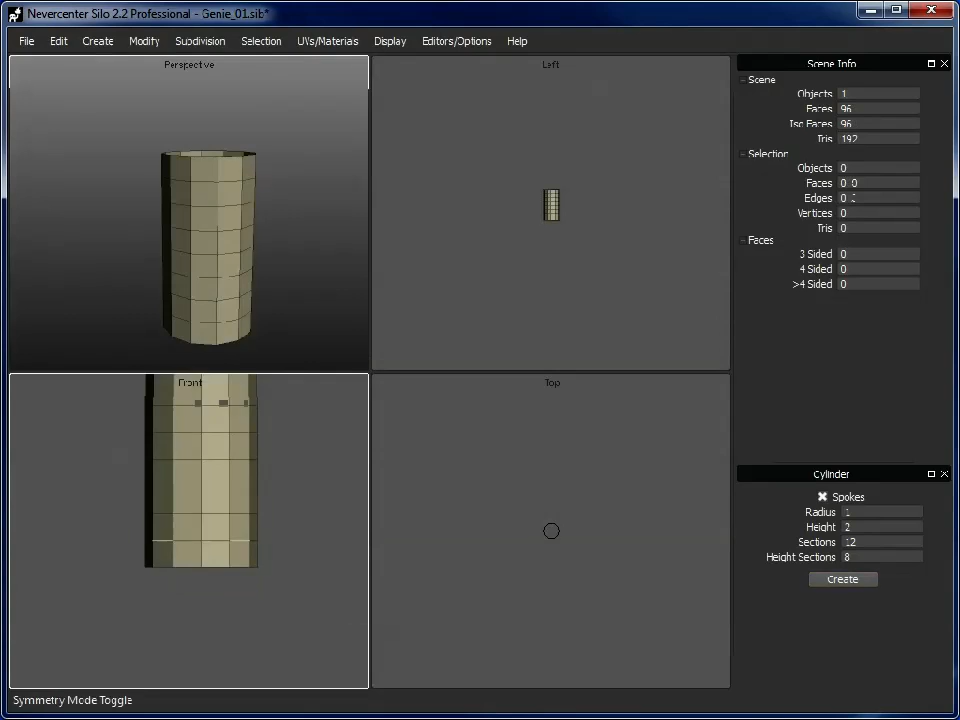 Nevercenter Silo 2.2 Professional - Genie_01.sib*
File Edit Create Modify Subdivision Selection UVs/Materials Display Editors/Options Help
Perspective
Left
Scene Info
Scene
Objects 1
Faces 96
Iso Faces 96
Tris 192
Selection
Objects 0
Faces 0
Edges 0
Vertices 0
Tris 0
Faces
3 Sided 0
4 Sided 0
>4 Sided 0
Front
Top
Cylinder
Spokes
Radius 1
Height 2
Sections 12
Height Sections 8
Create
Symmetry Mode Toggle